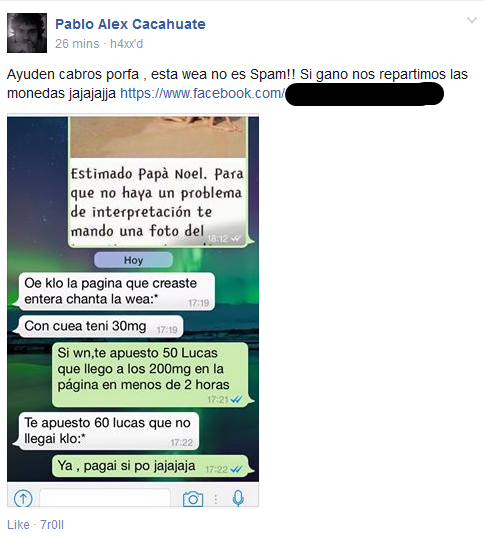 Pablo Alex Cacahuate
26 mins · h4xx'd
Ayuden cabros porfa , esta wea no es Spam!! Si gano nos repartimos las
monedas jajajajja https://www.facebook.com/
Estimado Papà Noel. Para
que no haya un problema
de interpretación te
mando una foto del
18:12
Hoy
Oe klo la pagina que creaste
entera chanta la wea:*
17:19
Con cuea teni 30mg
17:19
Si wn,te apuesto 50 Lucas
que llego a los 200mg en la
página en menos de 2 horas
17:21
Te apuesto 60 lucas que no
llegai klo:*
17:22
Ya , pagai si po jajajaja
17:22
Like · 7r0ll